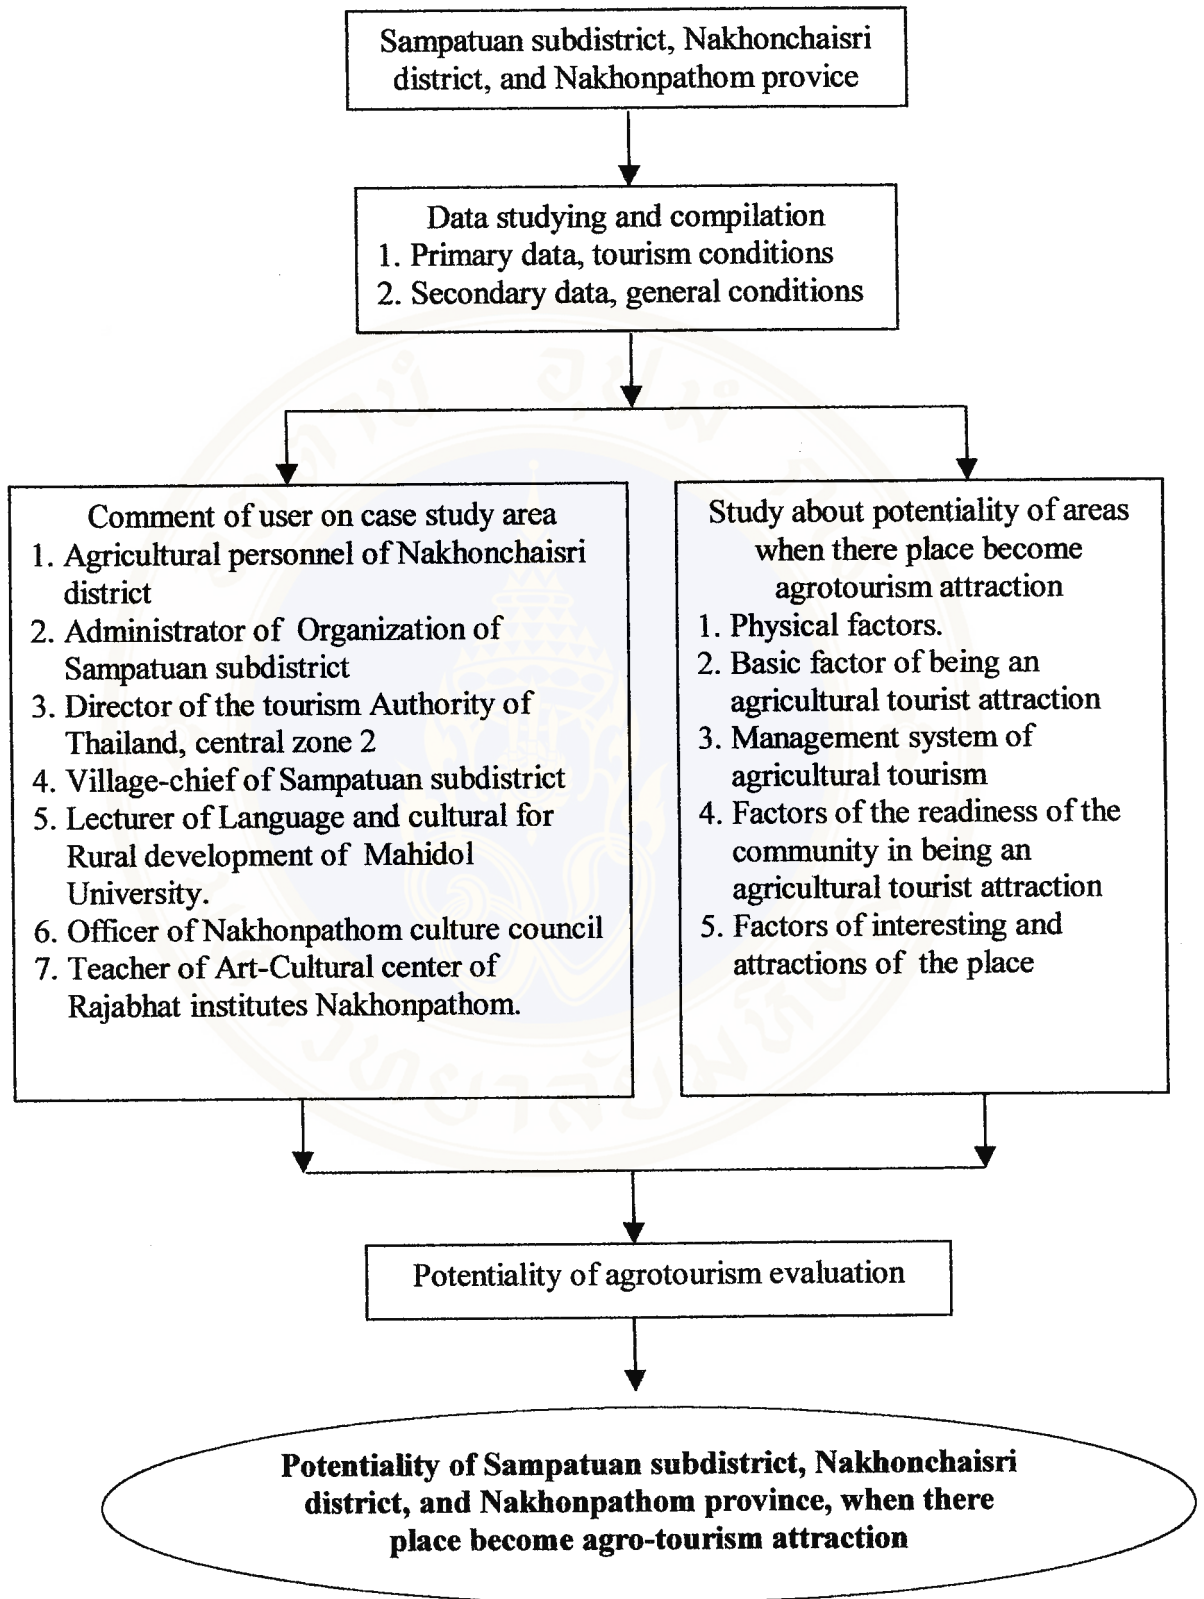 Sampatuan subdistrict, Nakhonchaisri
district, and Nakhonpathom provice
Data studying and compilation
1. Primary data, tourism conditions
2. Secondary data, general conditions
Comment of user on case study area
1. Agricultural personnel of Nakhonchaisri
district
2. Administrator of Organization of
Sampatuan subdistrict
3. Director of the tourism Authority of
Thailand, central zone 2
4. Village-chief of Sampatuan subdistrict
5. Lecturer of Language and cultural for
Rural development of Mahidol
University.
6. Officer of Nakhonpathom culture council
7. Teacher of Art-Cultural center of
Rajabhat institutes Nakhonpathom.
Study about potentiality of areas
when there place become
agrotourism attraction
1. Physical factors.
2. Basic factor of being an
agricultural tourist attraction
3. Management system of
agricultural tourism
4. Factors of the readiness of the
community in being an
agricultural tourist attraction
5. Factors of interesting and
attractions of the place
Potentiality of agrotourism evaluation
Potentiality of Sampatuan subdistrict, Nakhonchaisri
district, and Nakhonpathom province, when there
place become agro-tourism attraction